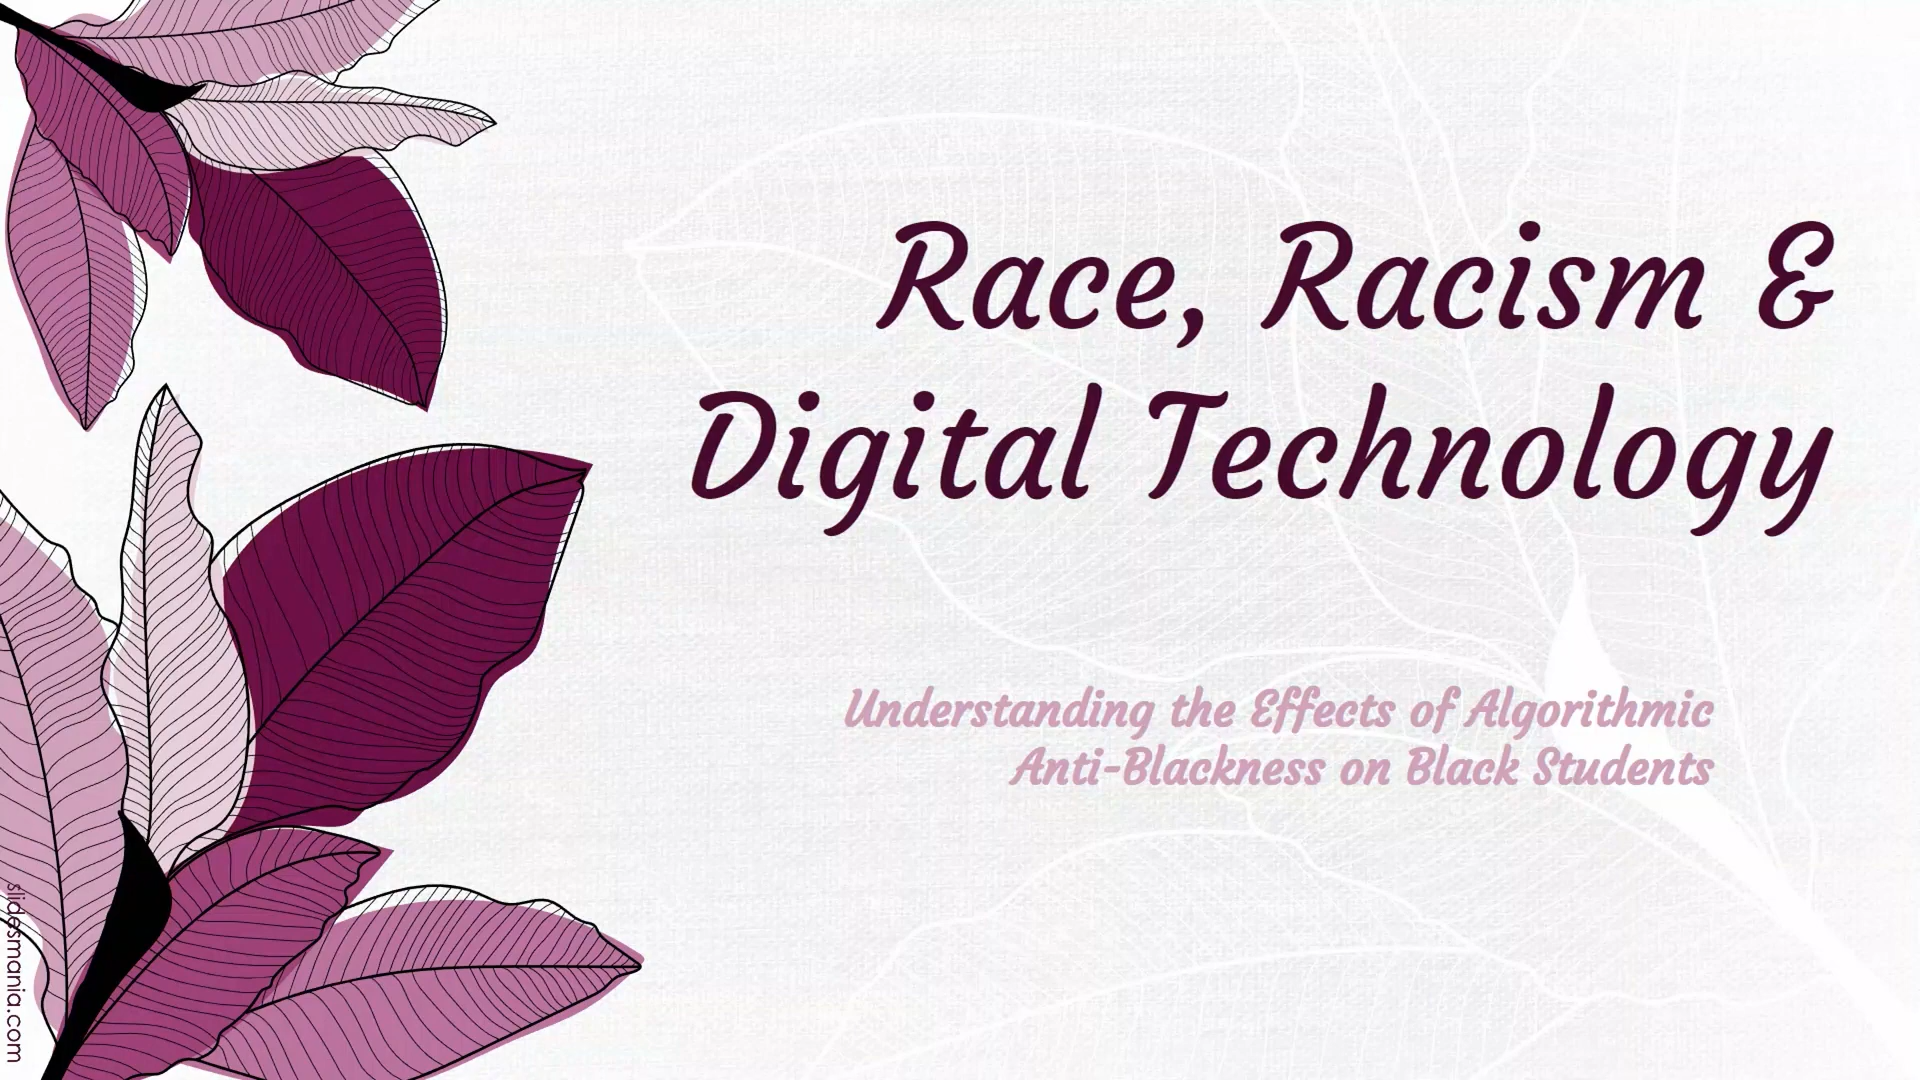 Race, Racism &
Digital Technology
Understanding the Effects of Algorithmic
Anti-Blackness on Black Students
slidesmania.com